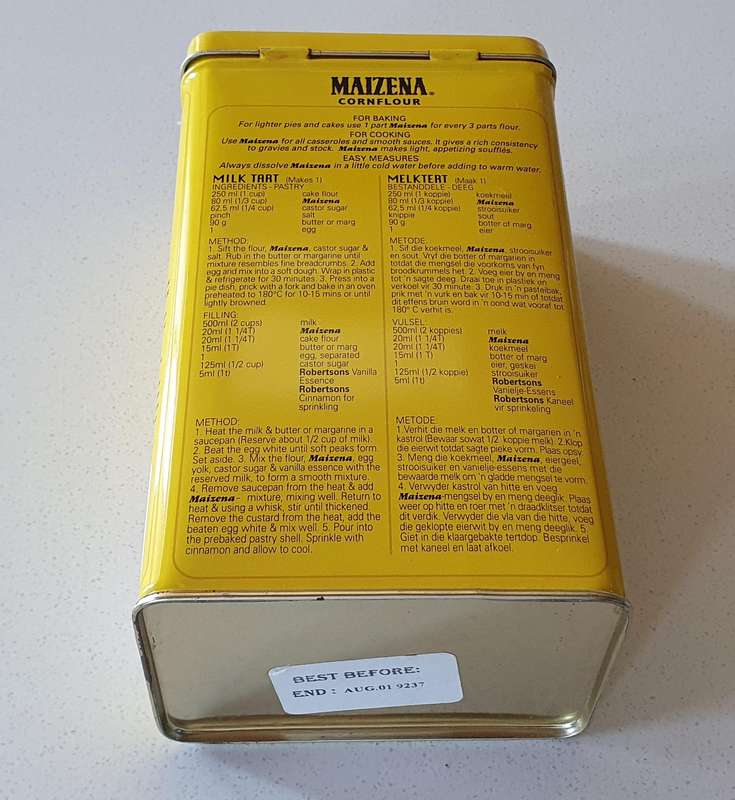 MAIZENA®
CORNFLOUR
FOR BAKING
For lighter pies and cakes use 1 part Maizena for every 3 parts flour.
FOR COOKING
Use Maizena for all casseroles and smooth sauces. It gives a rich consistency
to gravies and stock. Maizena makes light, appetizing soufflés.
EASY MEASURES
Always dissolve Maizena in a little cold water before adding to warm water.
MILK TART (Makes 1)
INGREDIENTS - PASTRY
250 ml (1 cup) cake flour
80 ml (1/3 cup) Maizena
62,5 ml (1/4 cup) castor sugar
pinch salt
90 g butter or marg
1 egg
METHOD:
1. Sift the flour, Maizena, castor sugar &
salt. Rub in the butter or margarine until
mixture resembles fine breadcrumbs. 2. Add
egg and mix into a soft dough. Wrap in plastic
& refrigerate for 30 minutes. 3. Press into a
pie dish, prick with a fork and bake in an oven
preheated to 180°C for 10-15 mins or until
lightly browned.
FILLING:
500ml (2 cups) milk
20ml (1 1/4T) Maizena
20ml (1 1/4T) cake flour
15ml (1T) butter or marg
1 egg, separated
125ml (1/2 cup) castor sugar
5ml (1t) Robertsons Vanilla
Essence
Robertsons
Cinnamon for
sprinkling
METHOD:
1. Heat the milk & butter or margarine in a
saucepan (Reserve about 1/2 cup of milk).
2. Beat the egg white until soft peaks form.
Set aside. 3. Mix the flour, Maizena, egg
yolk, castor sugar & vanilla essence with the
reserved milk, to form a smooth mixture.
4. Remove saucepan from the heat & add
Maizena- mixture, mixing well. Return to
heat & using a whisk, stir until thickened.
Remove the custard from the heat, add the
beaten egg white & mix well. 5. Pour into
the prebaked pastry shell. Sprinkle with
cinnamon and allow to cool.
MELKTERT (Maak 1)
BESTANDDELE - DEEG
250 ml (1 koppie) koekmeel
80 ml (1/3 koppie) Maizena
62,5 ml (1/4 koppie) strooisuiker
knippie sout
90 g botter of marg
1 eier
METODE:
1. Sif die koekmeel, Maizena, strooisuiker
en sout. Vryf die botter of margarien in
totdat die mengsel die voorkoms van fyn
broodkrummels het. 2. Voeg eier by en meng
tot 'n sagte deeg. Draai toe in plastiek en
verkoel vir 30 minute. 3. Druk in 'n pasteibak,
prik met 'n vurk en bak vir 10-15 min of totdat
dit effens bruin word in 'n oond wat vooraf tot
180° C verhit is.
VULSEL:
500ml (2 koppies) melk
20ml (1 1/4T) Maizena
20ml (1 1/4T) koekmeel
15ml (1 T) botter of marg
1 eier, geskei
125ml (1/2 koppie) strooisuiker
5ml (1t) Robertsons
Vanielje-Essens
Robertsons Kaneel
vir sprinkeling
METODE:
1. Verhit die melk en botter of margarien in 'n
kastrol (Bewaar sowat 1/2 koppie melk). 2. Klop
die eierwit totdat sagte pieke vorm. Plaas opsy.
3. Meng die koekmeel, Maizena, eiergeel,
strooisuiker en vanielje-essens met die
bewaarde melk om 'n gladde mengsel te vorm.
4. Verwyder kastrol van hitte en voeg
Maizena-mengsel by en meng deeglik. Plaas
weer op hitte en roer met 'n draadklitser totdat
dit verdik. Verwyder die vla van die hitte, voeg
die geklopte eierwit by en meng deeglik. 5.
Giet in die klaargebakte tertdop. Besprinkel
met kaneel en laat afkoel.
BEST BEFORE:
END : AUG.01 9237